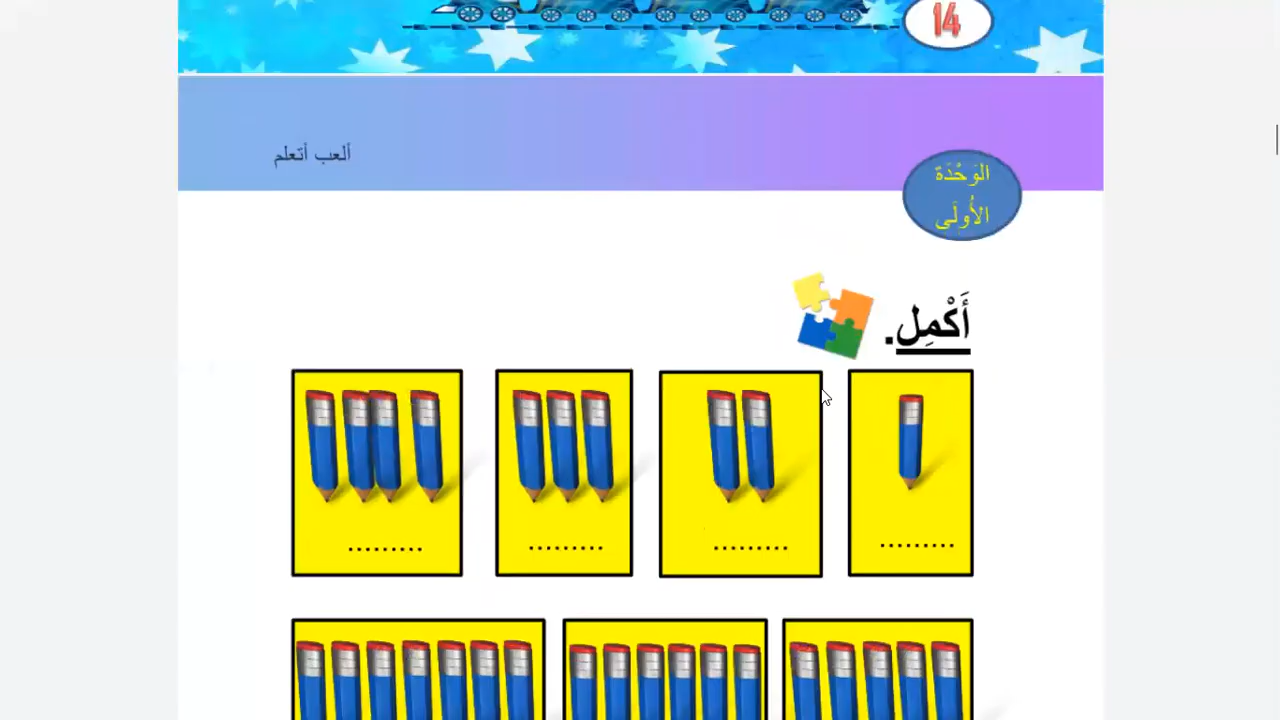 14
ألعب أتعلم
الوَحْدَة
الأُولَى
أَكْمِل.
......... ......... ......... .........